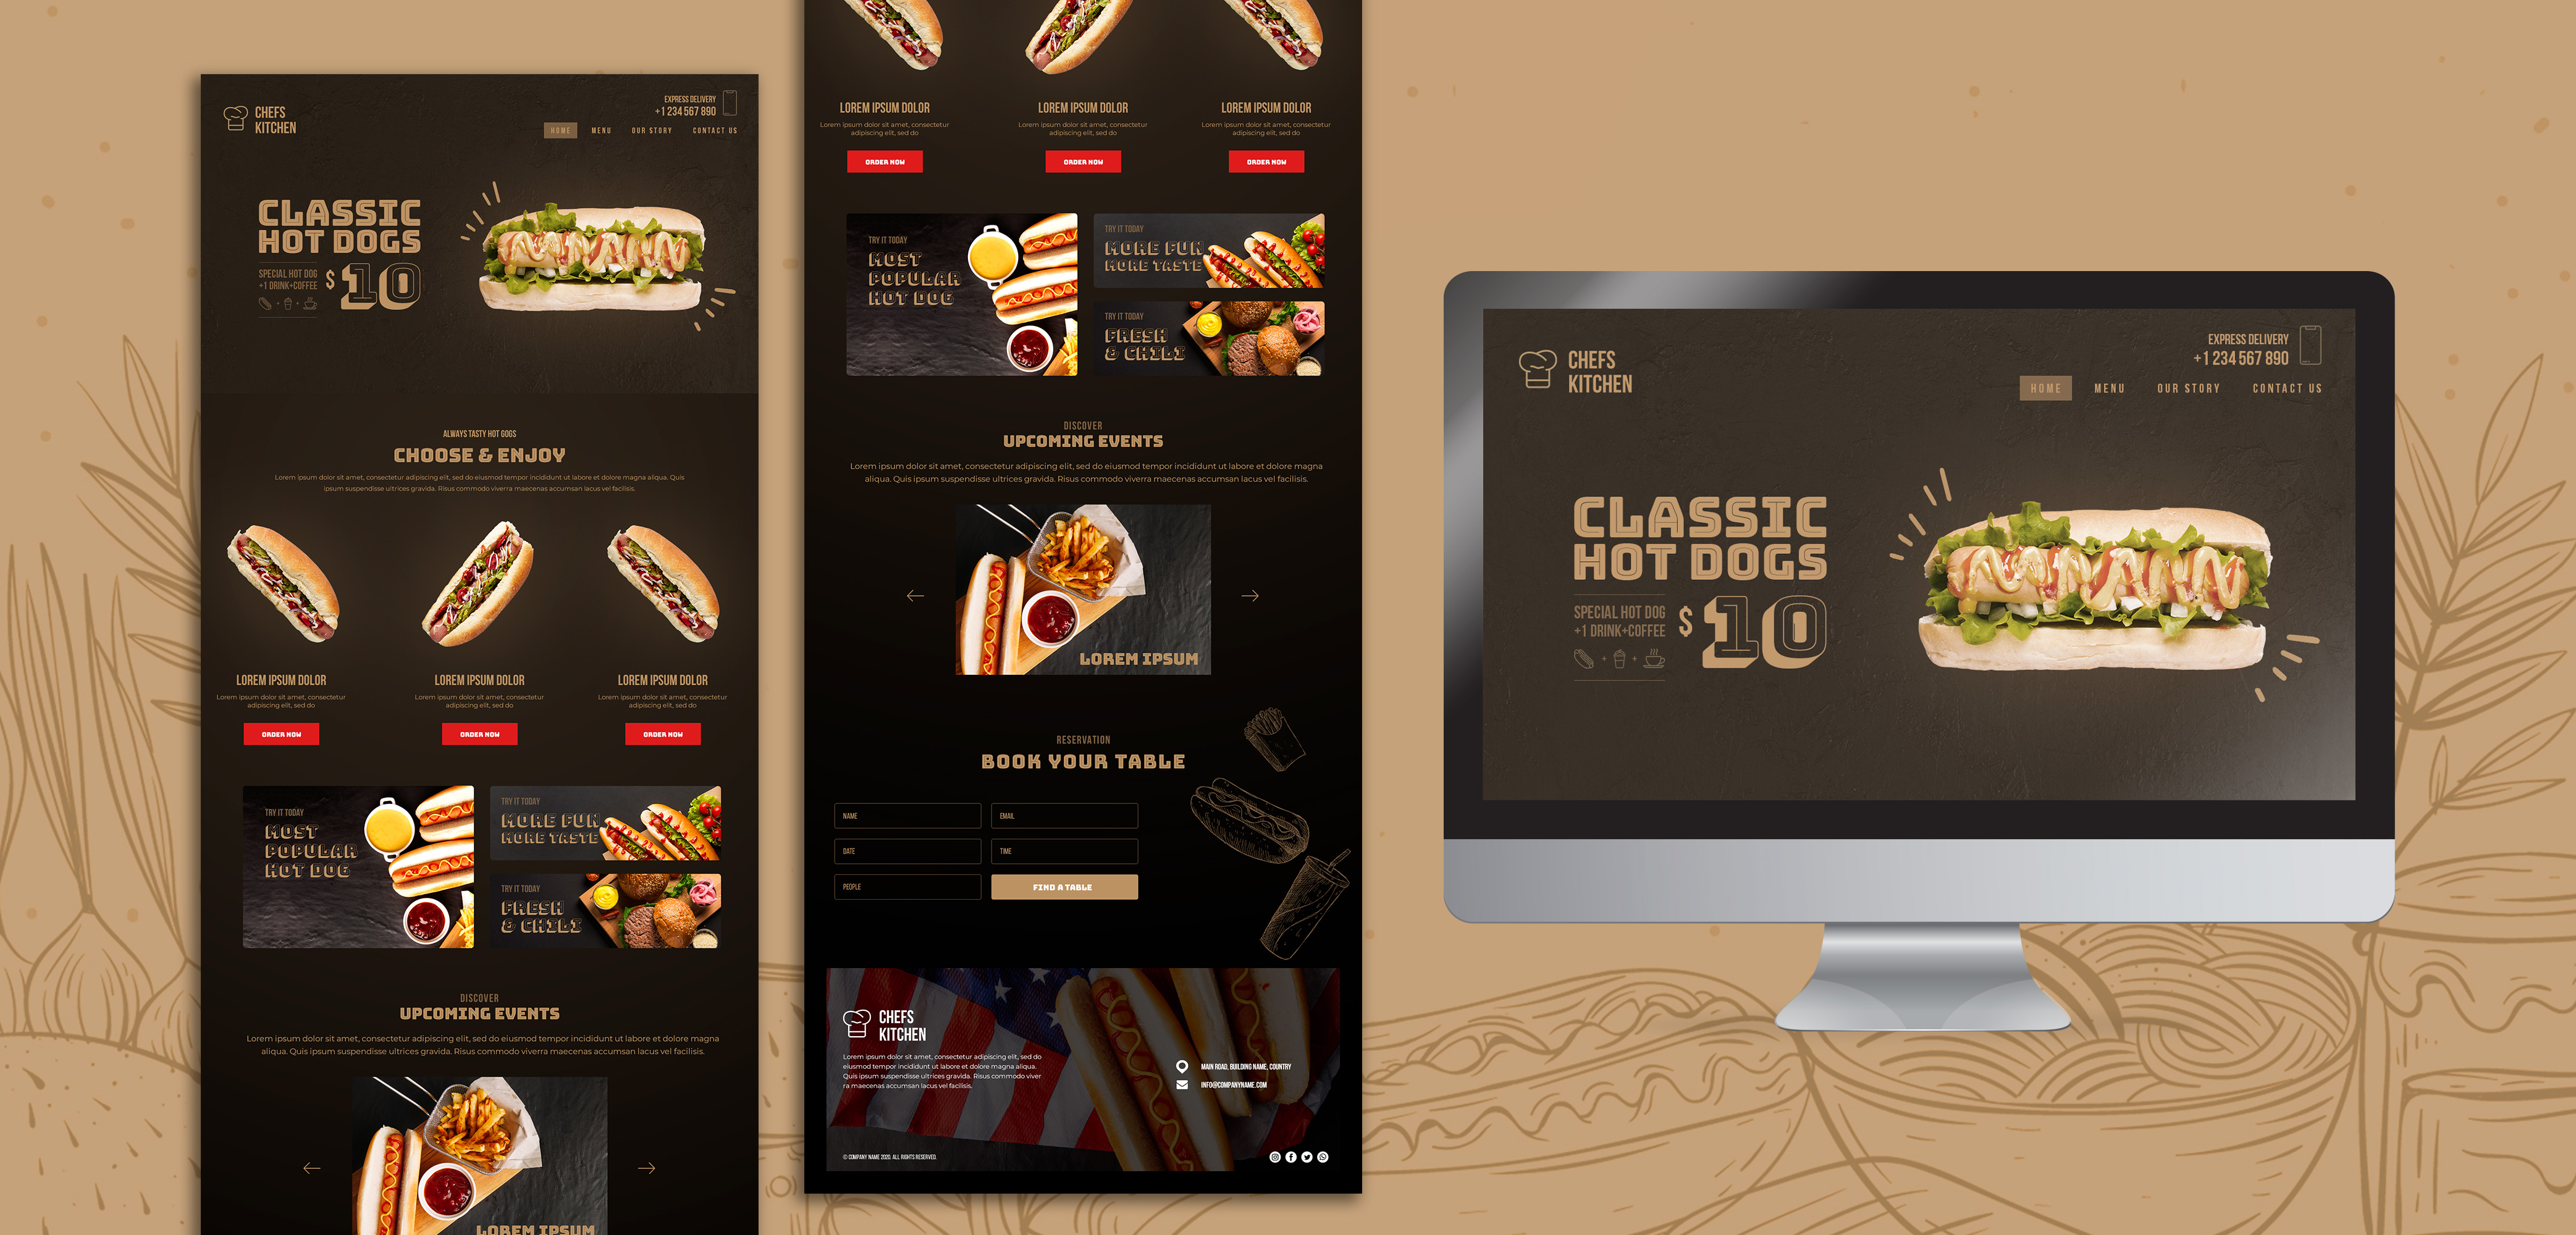 CHEFS
KITCHEN
EXPRESS DELIVERY
+1 234 567 890
HOME MENU OUR STORY CONTACT US
CLASSIC
HOT DOGS
SPECIAL HOT DOG
+1 DRINK+COFFEE
$ 10
ALWAYS TASTY HOT GOGS
CHOOSE & ENJOY
Lorem ipsum dolor sit amet, consectetur adipiscing elit, sed do eiusmod tempor incididunt ut labore et dolore magna aliqua. Quis
ipsum suspendisse ultrices gravida. Risus commodo viverra maecenas accumsan lacus vel facilisis.
LOREM IPSUM DOLOR
Lorem ipsum dolor sit amet, consectetur
adipiscing elit, sed do
ORDER NOW
LOREM IPSUM DOLOR
Lorem ipsum dolor sit amet, consectetur
adipiscing elit, sed do
ORDER NOW
LOREM IPSUM DOLOR
Lorem ipsum dolor sit amet, consectetur
adipiscing elit, sed do
ORDER NOW
TRY IT TODAY
MOST
POPULAR
HOT DOG
TRY IT TODAY
MORE FUN
MORE TASTE
TRY IT TODAY
FRESH
& CHILI
DISCOVER
UPCOMING EVENTS
Lorem ipsum dolor sit amet, consectetur adipiscing elit, sed do eiusmod tempor incididunt ut labore et dolore magna
aliqua. Quis ipsum suspendisse ultrices gravida. Risus commodo viverra maecenas accumsan lacus vel facilisis.
LOREM IPSUM
LOREM IPSUM DOLOR
Lorem ipsum dolor sit amet, consectetur
adipiscing elit, sed do
ORDER NOW
LOREM IPSUM DOLOR
Lorem ipsum dolor sit amet, consectetur
adipiscing elit, sed do
ORDER NOW
LOREM IPSUM DOLOR
Lorem ipsum dolor sit amet, consectetur
adipiscing elit, sed do
ORDER NOW
TRY IT TODAY
MOST
POPULAR
HOT DOG
TRY IT TODAY
MORE FUN
MORE TASTE
TRY IT TODAY
FRESH
& CHILI
DISCOVER
UPCOMING EVENTS
Lorem ipsum dolor sit amet, consectetur adipiscing elit, sed do eiusmod tempor incididunt ut labore et dolore magna
aliqua. Quis ipsum suspendisse ultrices gravida. Risus commodo viverra maecenas accumsan lacus vel facilisis.
LOREM IPSUM
RESERVATION
BOOK YOUR TABLE
NAME
EMAIL
DATE
TIME
PEOPLE
FIND A TABLE
CHEFS
KITCHEN
Lorem ipsum dolor sit amet, consectetur adipiscing elit, sed do
eiusmod tempor incididunt ut labore et dolore magna aliqua.
Quis ipsum suspendisse ultrices gravida. Risus commodo viver
ra maecenas accumsan lacus vel facilisis.
MAIN ROAD, BUILDING NAME, COUNTRY
INFO@COMPANYNAME.COM
© COMPANY NAME 2020. ALL RIGHTS RESERVED.
CHEFS
KITCHEN
EXPRESS DELIVERY
+1 234 567 890
HOME MENU OUR STORY CONTACT US
CLASSIC
HOT DOGS
SPECIAL HOT DOG
+1 DRINK+COFFEE
$ 10